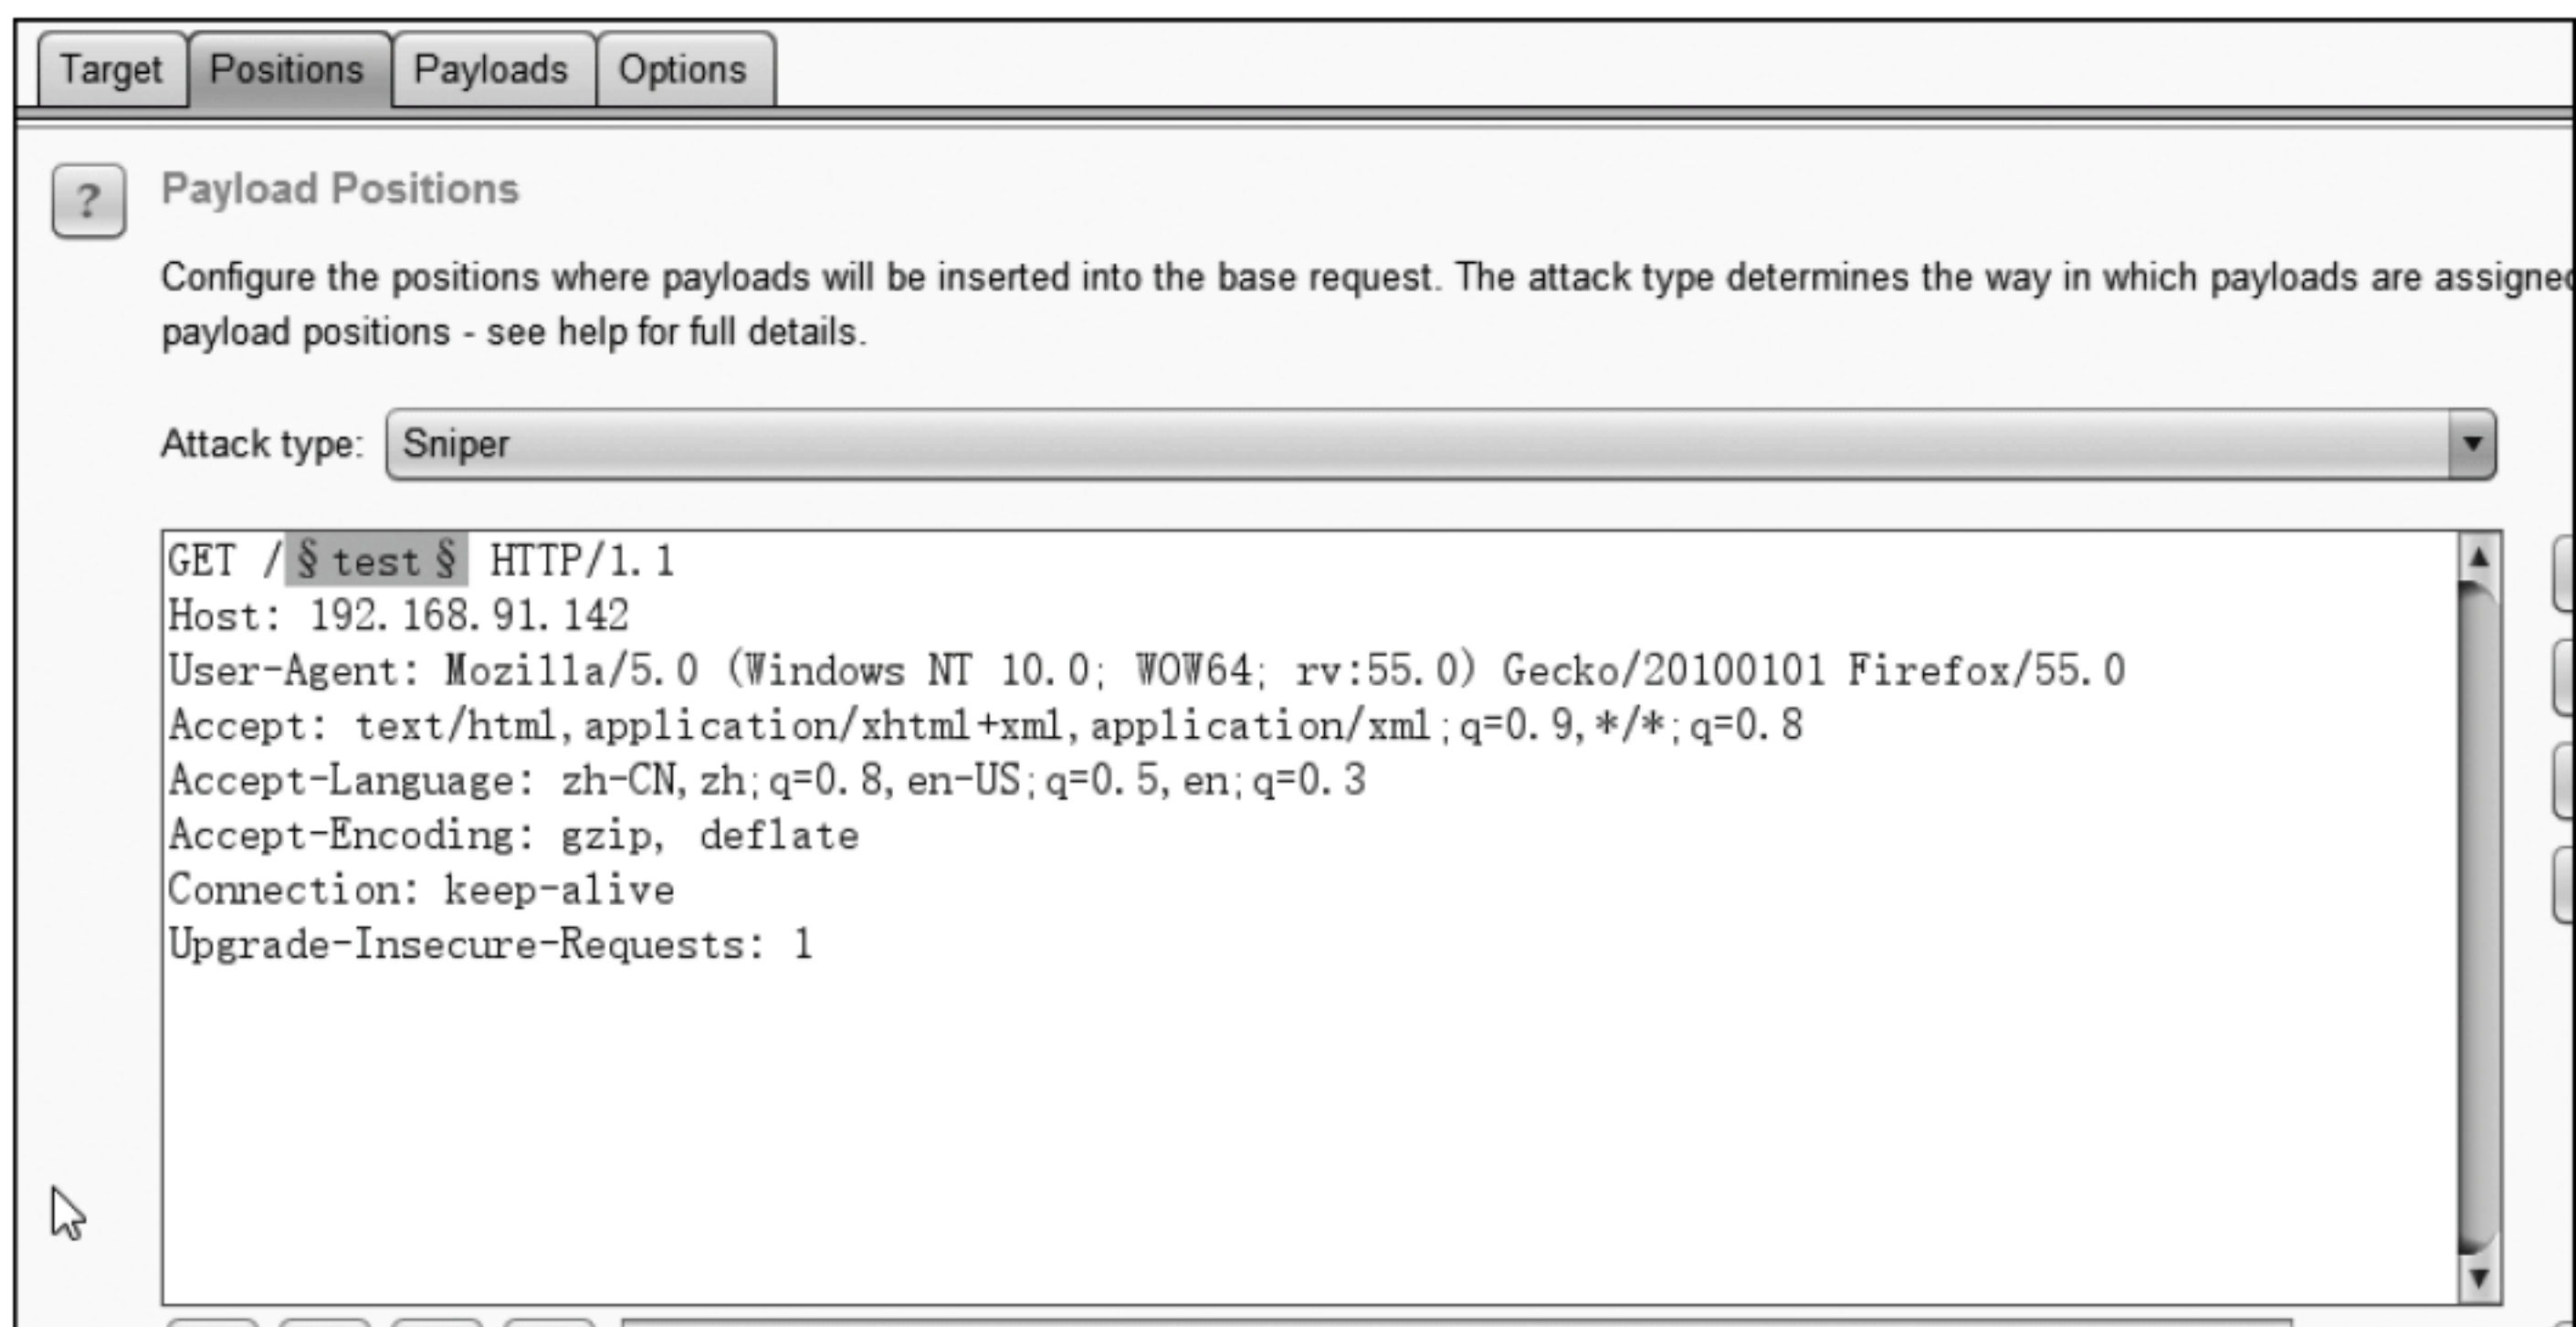 Target Positions Payloads Options
?
Payload Positions
Configure the positions where payloads will be inserted into the base request. The attack type determines the way in which payloads are assigned
payload positions - see help for full details.
Attack type: Sniper
GET /§test§ HTTP/1.1
Host: 192.168.91.142
User-Agent: Mozilla/5.0 (Windows NT 10.0; WOW64; rv:55.0) Gecko/20100101 Firefox/55.0
Accept: text/html,application/xhtml+xml,application/xml;q=0.9,*/*;q=0.8
Accept-Language: zh-CN,zh;q=0.8,en-US;q=0.5,en;q=0.3
Accept-Encoding: gzip, deflate
Connection: keep-alive
Upgrade-Insecure-Requests: 1